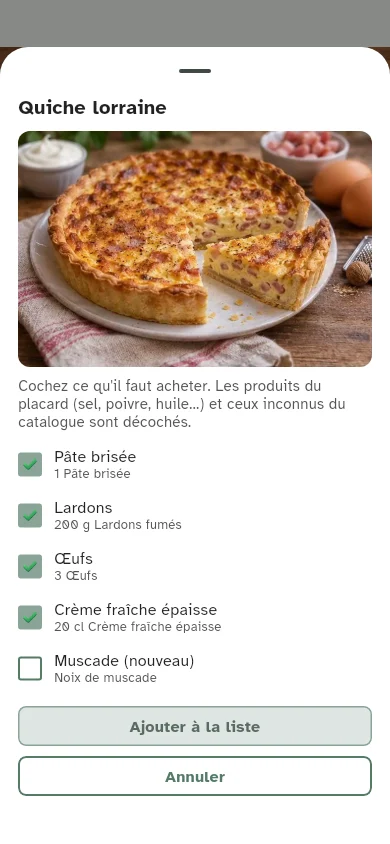 Quiche lorraine
Cochez ce qu'il faut acheter. Les produits du
placard (sel, poivre, huile…) et ceux inconnus du
catalogue sont décochés.
Pâte brisée
1 Pâte brisée
Lardons
200 g Lardons fumés
Œufs
3 Œufs
Crème fraîche épaisse
20 cl Crème fraîche épaisse
Muscade (nouveau)
Noix de muscade
Ajouter à la liste
Annuler